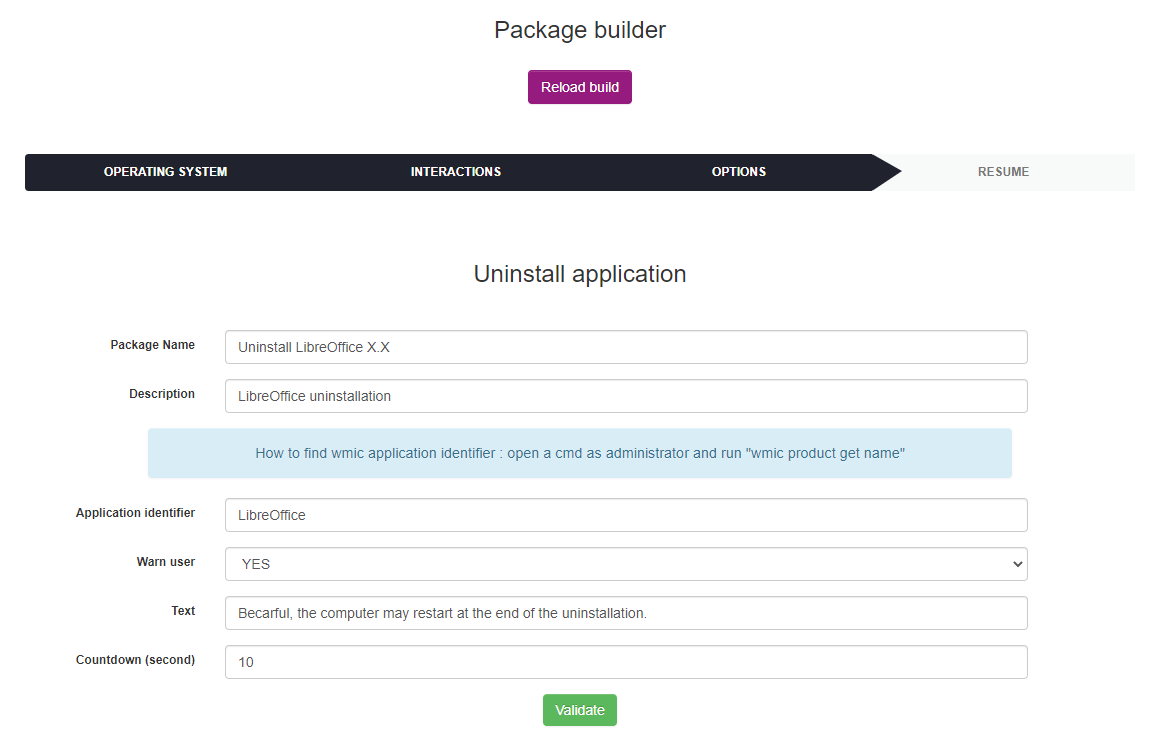 Package builder
Reload build
OPERATING SYSTEM INTERACTIONS OPTIONS RESUME
Uninstall application
Package Name Uninstall LibreOffice X.X
Description LibreOffice uninstallation
How to find wmic application identifier : open a cmd as administrator and run "wmic product get name"
Application identifier LibreOffice
Warn user YES
Text Becarful, the computer may restart at the end of the uninstallation.
Countdown (second) 10
Validate